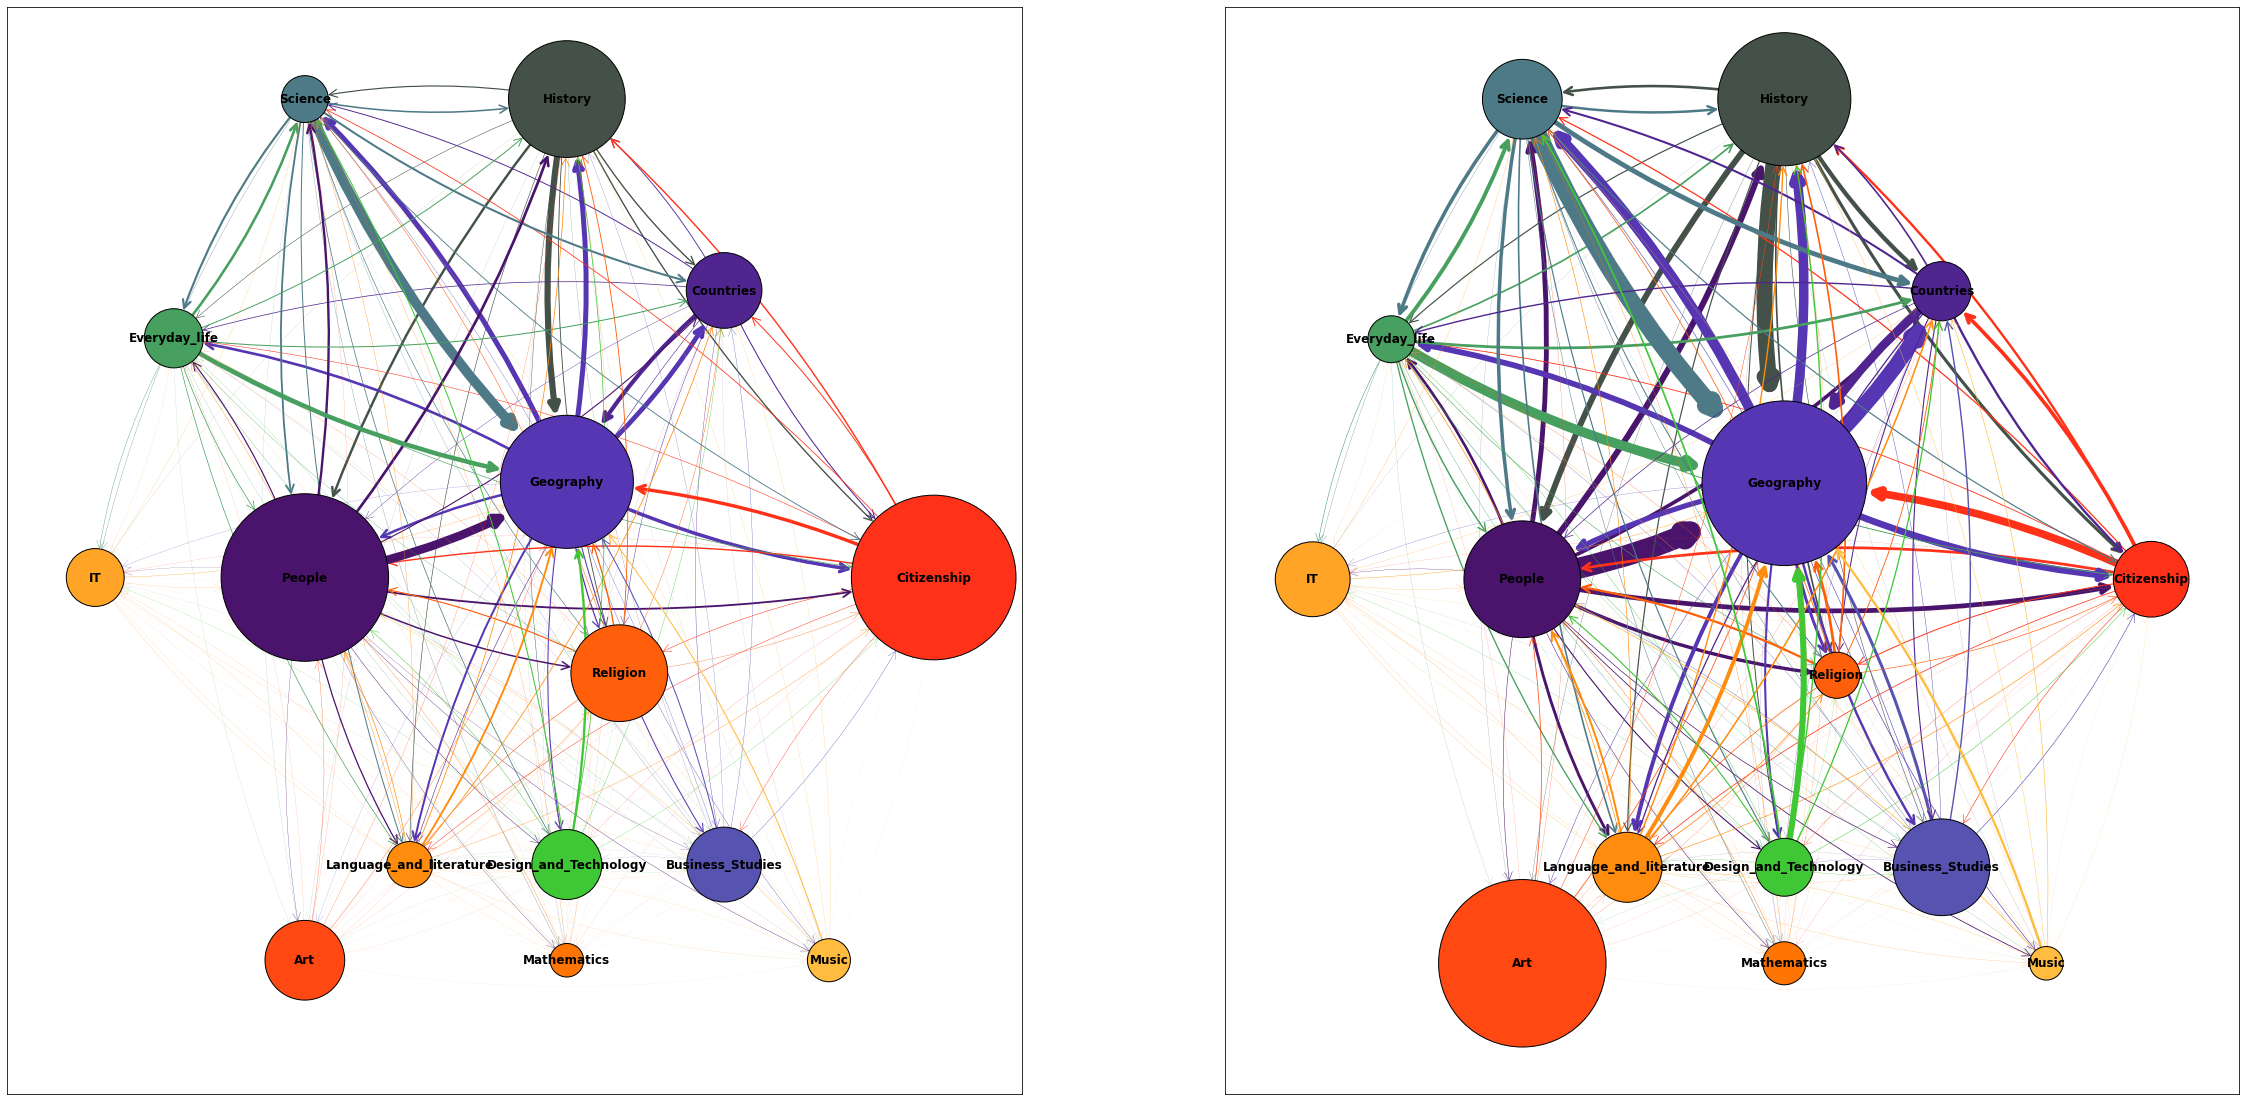 Science
History
Countries
Everyday_life
Geography
IT
People
Citizenship
Religion
Language_and_literature
Design_and_Technology
Business_Studies
Art
Mathematics
Music
Science
History
Countries
Everyday_life
Geography
IT
People
Citizenship
Religion
Language_and_literature
Design_and_Technology
Business_Studies
Art
Mathematics
Music